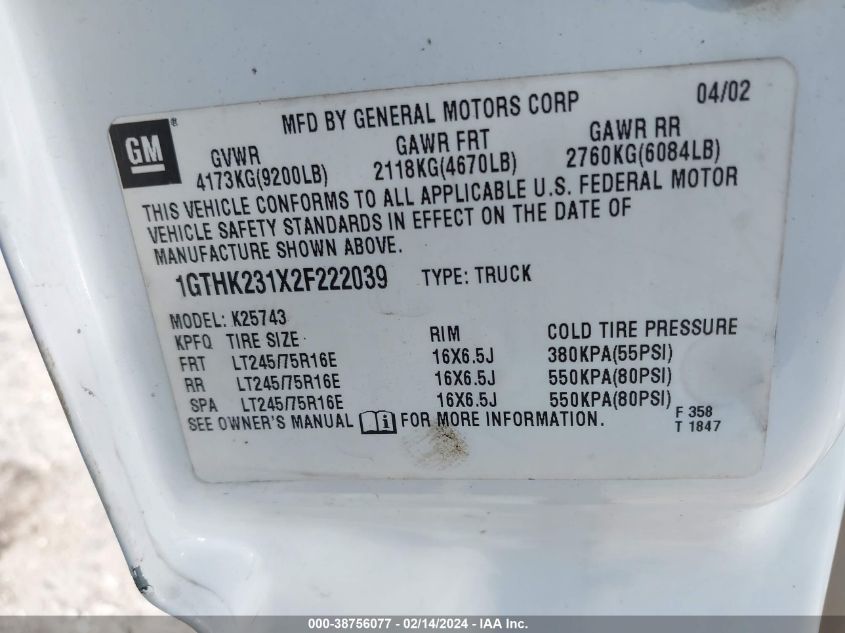 04/02
MFD BY GENERAL MOTORS CORP
GM®
GVWR GAWR FRT GAWR RR
4173KG(9200LB) 2118KG(4670LB) 2760KG(6084LB)
THIS VEHICLE CONFORMS TO ALL APPLICABLE U.S. FEDERAL MOTOR
VEHICLE SAFETY STANDARDS IN EFFECT ON THE DATE OF
MANUFACTURE SHOWN ABOVE.
1GTHK231X2F222039 TYPE: TRUCK
MODEL: K25743
KPFQ TIRE SIZE RIM COLD TIRE PRESSURE
FRT LT245/75R16E 16X6.5J 380KPA(55PSI)
RR LT245/75R16E 16X6.5J 550KPA(80PSI)
SPA LT245/75R16E 16X6.5J 550KPA(80PSI)
SEE OWNER'S MANUAL i FOR MORE INFORMATION.
F 358
T 1847
000-38756077 - 02/14/2024 - IAA Inc.